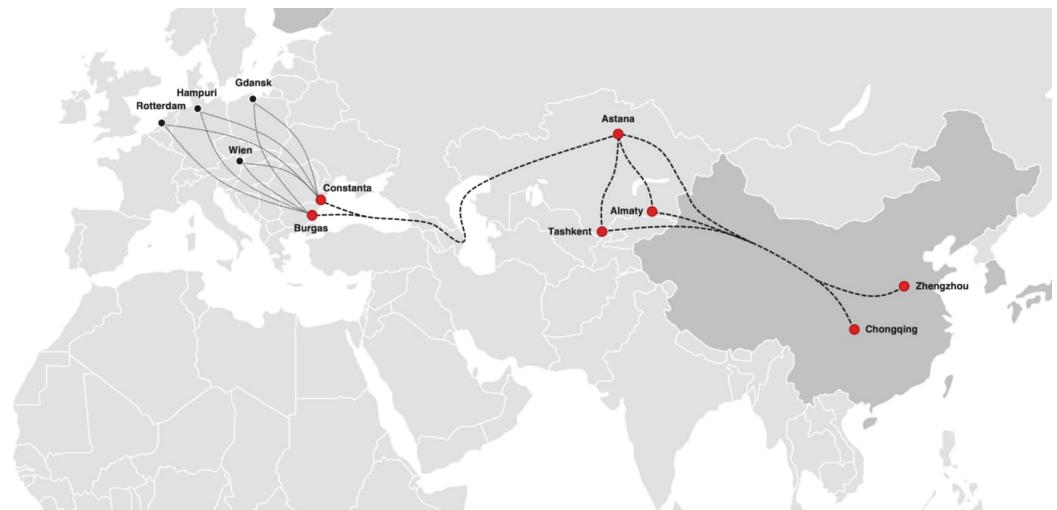 Gdansk
Hampuri
Rotterdam
Wien
Constanta
Burgas
Astana
Almaty
Tashkent
Zhengzhou
Chongqing